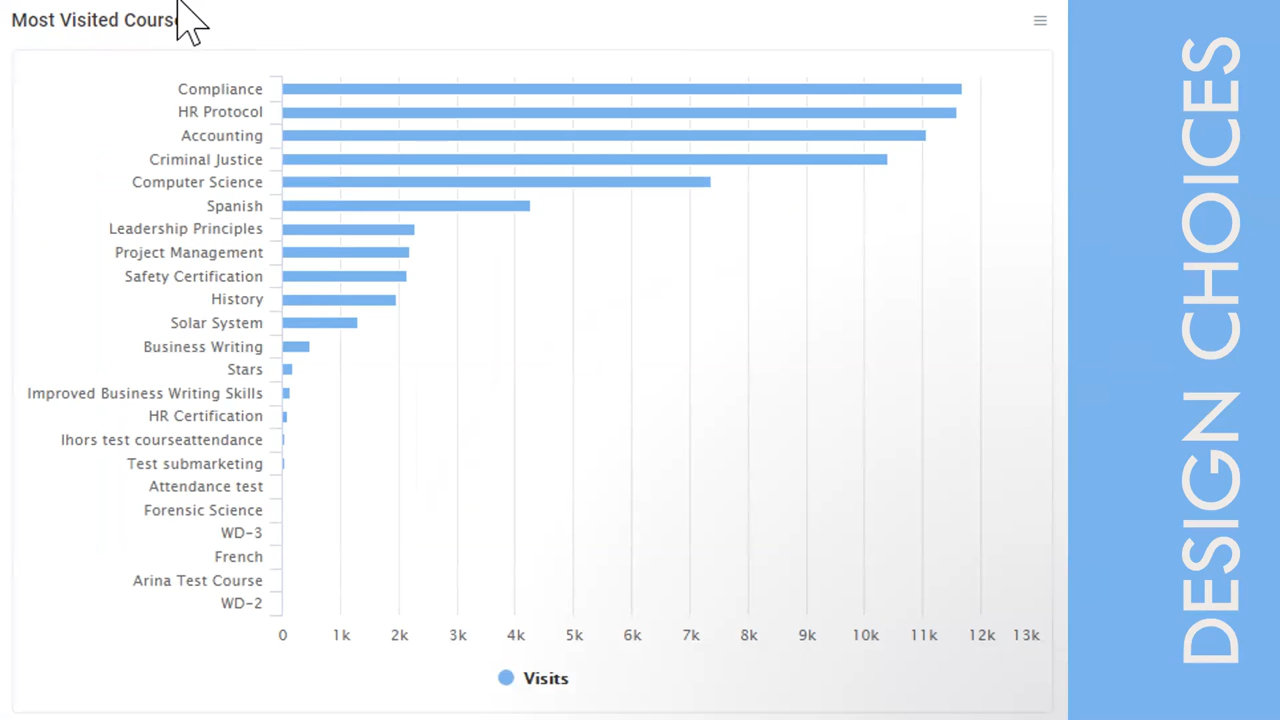 Most Visited Cours
Compliance
HR Protocol
Accounting
Criminal Justice
Computer Science
Spanish
Leadership Principles
Project Management
Safety Certification
History
Solar System
Business Writing
Stars
Improved Business Writing Skills
HR Certification
Ihors test courseattendance
Test submarketing
Attendance test
Forensic Science
WD-3
French
Arina Test Course
WD-2
0 1k 2k 3k 4k 5k 6k 7k 8k 9k 10k 11k 12k 13k
Visits
DESIGN CHOICES